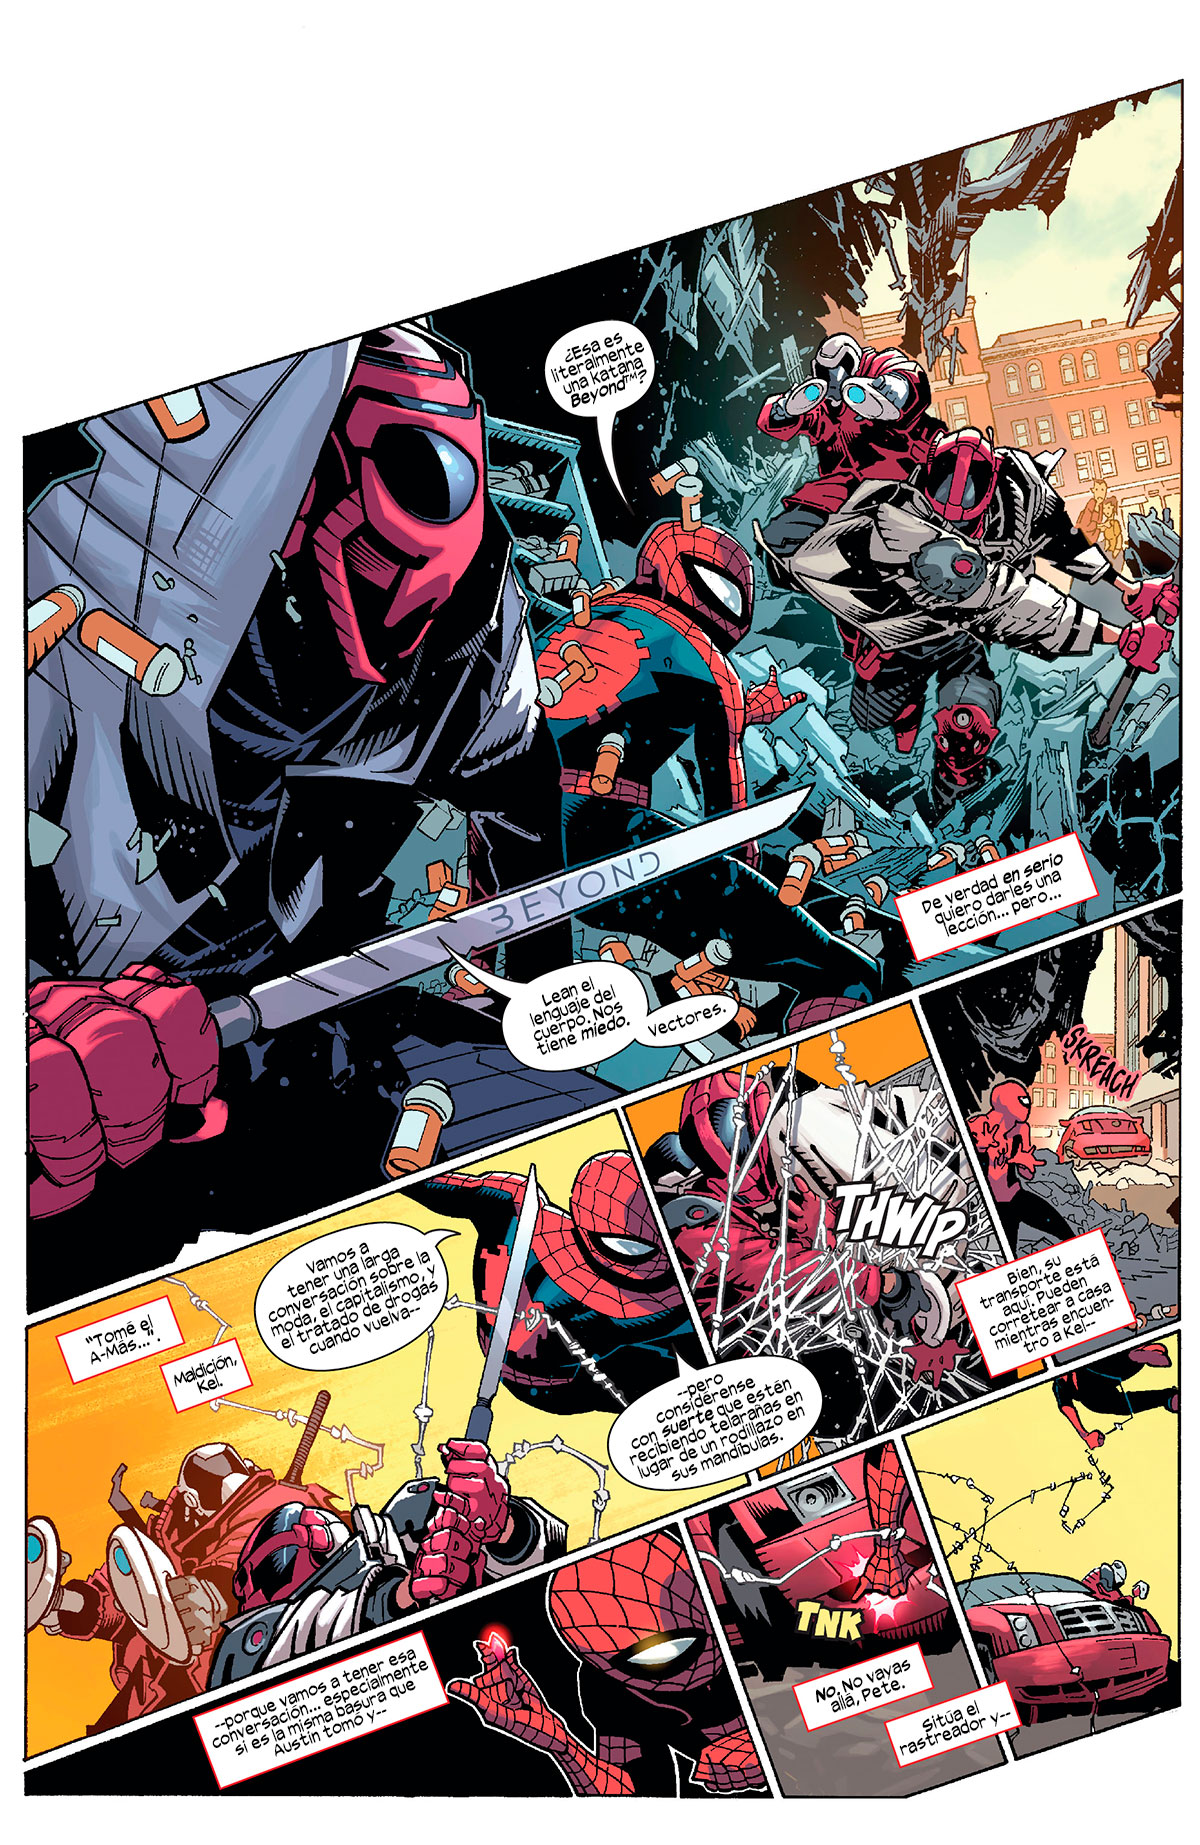 ¿Esa es
literalmente
una katana
Beyond™?
BEYOND
De verdad en serio
quiero darles una
lección... pero...
Lean el
lenguaje del
cuerpo. Nos
tiene miedo.
Vectores.
"Tomé el
A-Más...".
Maldición,
Kel.
Vamos a
tener una larga
conversación sobre la
moda, el capitalismo, y
el tratado de drogas
cuando vuelva--
--pero
considérense
con suerte que estén
recibiendo telarañas en
lugar de un rodillazo en
sus mandíbulas.
THWIP
SKREACH
Bien, su
transporte está
aquí. Pueden
corretear a casa
mientras encuen-
tro a Kel--
--porque vamos a tener esa
conversación... especialmente
si es la misma basura que
Austin tomó y--
TNK
No. No vayas
allá, Pete.
Sitúa el
rastreador y--